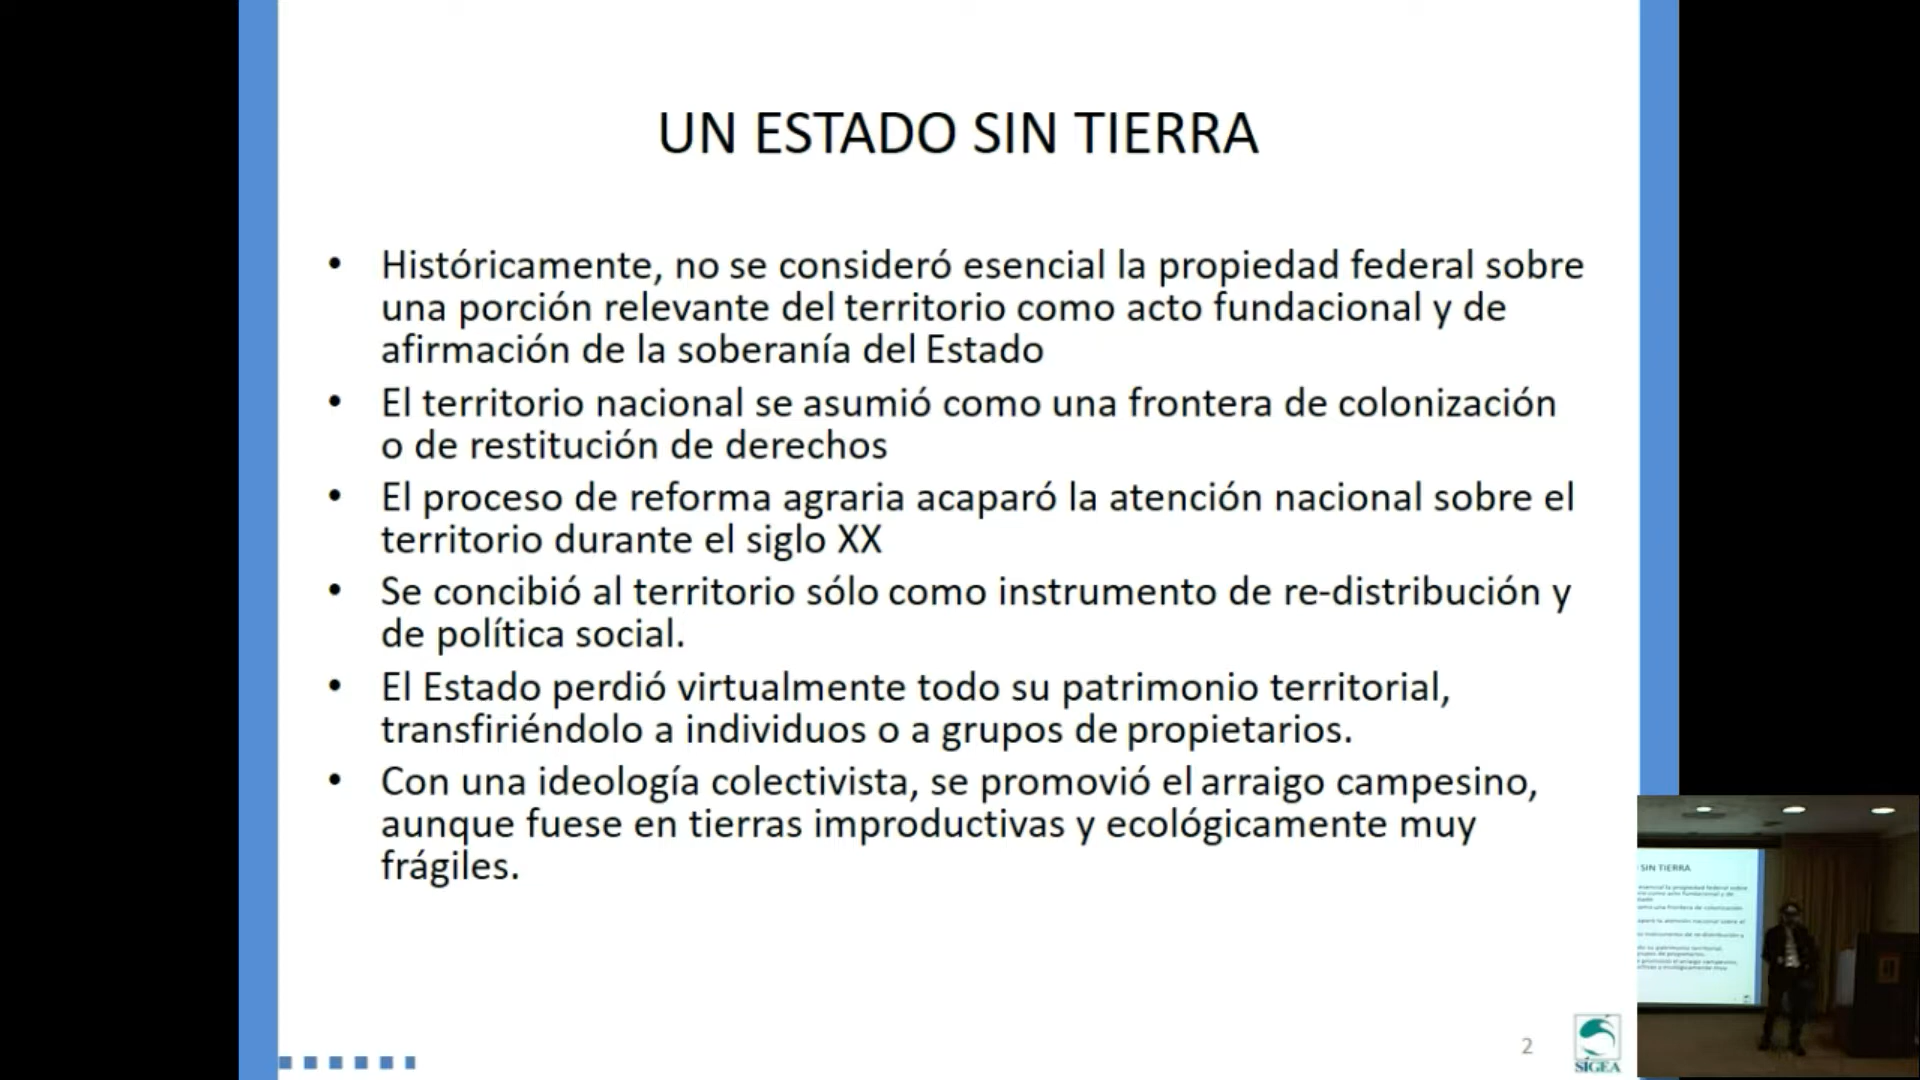 UN ESTADO SIN TIERRA
• Históricamente, no se consideró esencial la propiedad federal sobre
una porción relevante del territorio como acto fundacional y de
afirmación de la soberanía del Estado
• El territorio nacional se asumió como una frontera de colonización
o de restitución de derechos
• El proceso de reforma agraria acaparó la atención nacional sobre el
territorio durante el siglo XX
• Se concibió al territorio sólo como instrumento de re-distribución y
de política social.
• El Estado perdió virtualmente todo su patrimonio territorial,
transfiriéndolo a individuos o a grupos de propietarios.
• Con una ideología colectivista, se promovió el arraigo campesino,
aunque fuese en tierras improductivas y ecológicamente muy
frágiles.
2
SIGEA
SIN TIERRA